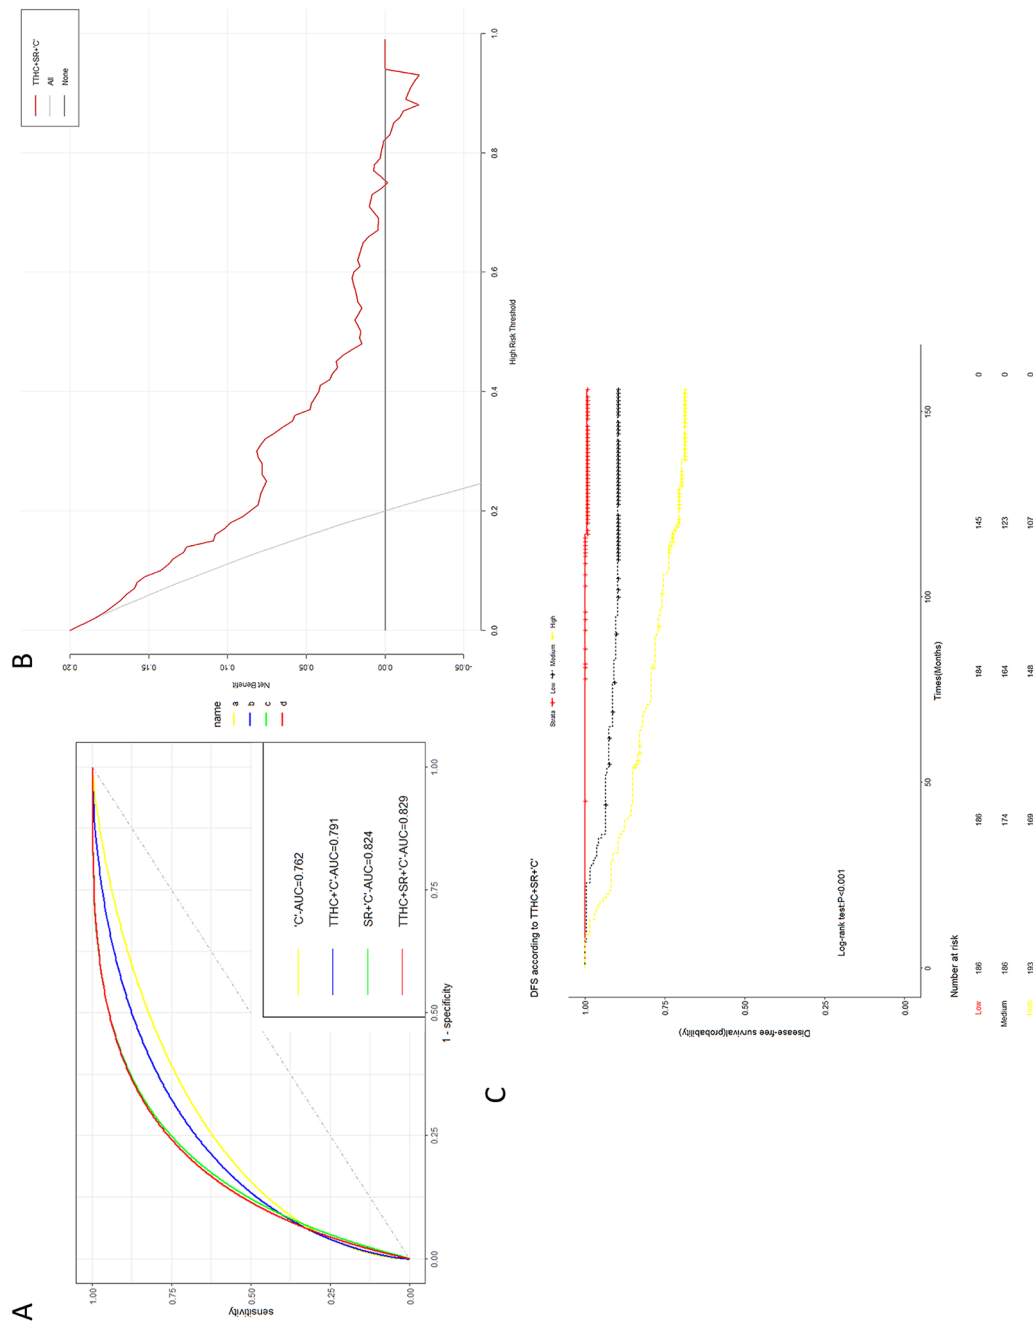 A
1.00
0.75
0.50
0.25
0.00
sensitivity
0.00
0.25
0.50
0.75
1.00
1 - specificity
'C'-AUC=0.762
TTHC+'C'-AUC=0.791
SR+'C'-AUC=0.824
TTHC+SR+'C'-AUC=0.829
name
a
b
c
d
B
0.20
0.15
0.10
0.05
0.00
-0.05
Net Benefit
0.0
0.2
0.4
0.6
0.8
1.0
High Risk Threshold
TTHC+SR+'C'
All
None
C
DFS according to TTHC+SR+'C'
Strata Low Medium High
1.00
0.75
0.50
0.25
0.00
Disease-free survival(probability)
Log-rank test:P<0.001
0 50 100 150
Times(Months)
Number at risk
Low 186 186 184 145 0
Medium 186 174 164 123 0
High 193 169 148 107 0